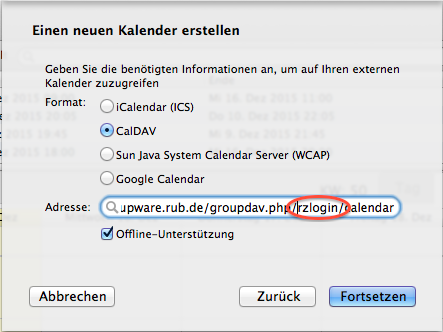 Einen neuen Kalender erstellen
Geben Sie die benötigten Informationen an, um auf Ihren externen
Kalender zuzugreifen
Format:
iCalendar (ICS)
CalDAV
Sun Java System Calendar Server (WCAP)
Google Calendar
Adresse:
upware.rub.de/groupdav.php/rzlogin/calendar
Offline-Unterstützung
Abbrechen
Zurück
Fortsetzen